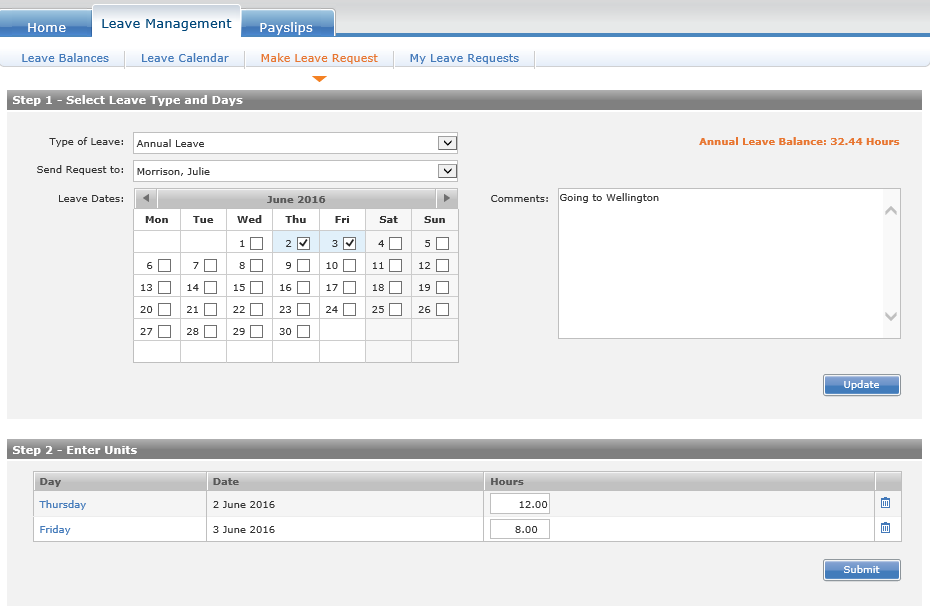 Home Leave Management Payslips
Leave Balances Leave Calendar Make Leave Request My Leave Requests
Step 1 - Select Leave Type and Days
Type of Leave: Annual Leave Annual Leave Balance: 32.44 Hours
Send Request to: Morrison, Julie
Leave Dates: June 2016 Comments: Going to Wellington
Mon Tue Wed Thu Fri Sat Sun
1 2 3 4 5
6 7 8 9 10 11 12
13 14 15 16 17 18 19
20 21 22 23 24 25 26
27 28 29 30
Update
Step 2 - Enter Units
Day Date Hours
Thursday 2 June 2016 12.00
Friday 3 June 2016 8.00
Submit